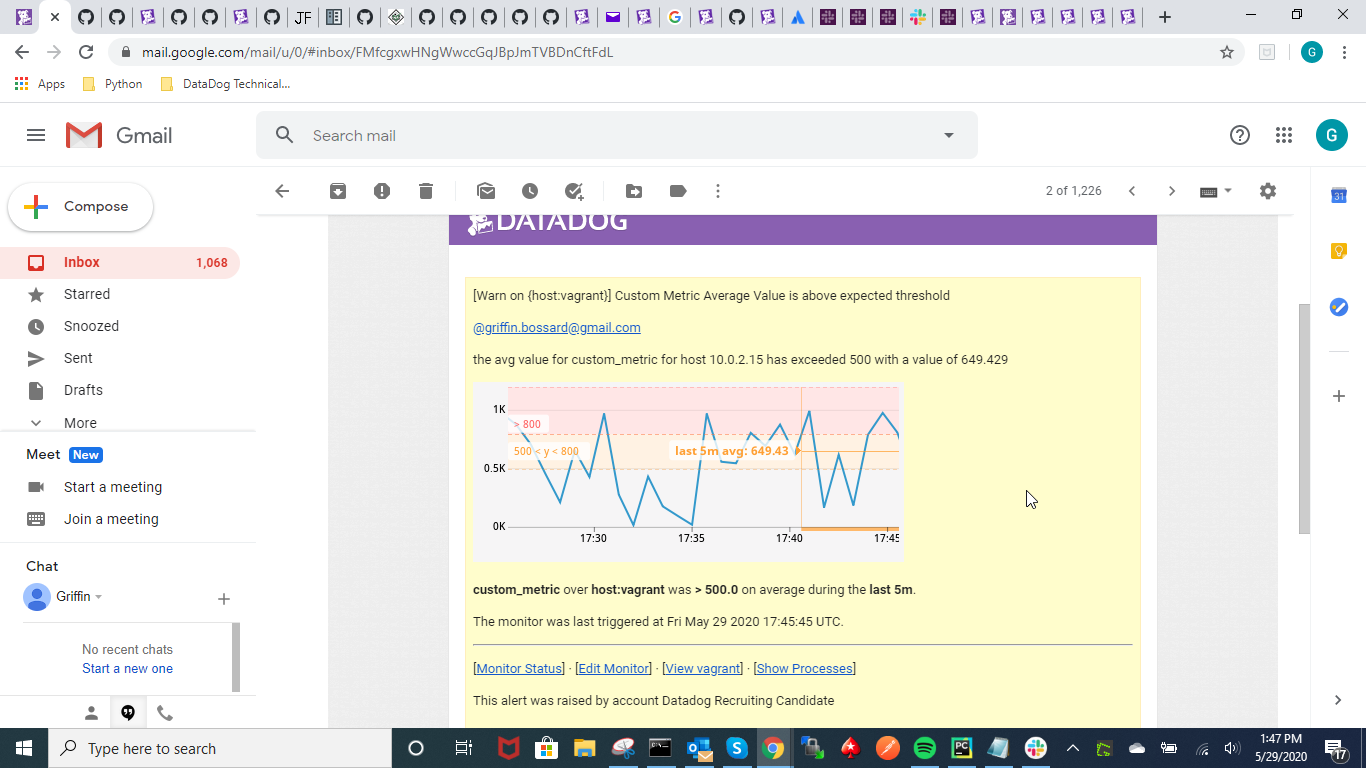 JF
mail.google.com/mail/u/0/#inbox/FMfcgxwHNgWwccGqJBpJmTVBDnCftFdL
G
Apps
Python
DataDog Technical...
Gmail
Search mail
G
Compose
2 of 1,226
31
DATADOG
Inbox
1,068
Starred
Snoozed
Sent
Drafts
More
Meet
New
Start a meeting
Join a meeting
Chat
Griffin
No recent chats
Start a new one
[Warn on {host:vagrant}] Custom Metric Average Value is above expected threshold
@griffin.bossard@gmail.com
the avg value for custom_metric for host 10.0.2.15 has exceeded 500 with a value of 649.429
1K
> 800
500 < y < 800
last 5m avg: 649.43
0.5K
0K
17:30
17:35
17:40
17:45
custom_metric over host:vagrant was > 500.0 on average during the last 5m.
The monitor was last triggered at Fri May 29 2020 17:45:45 UTC.
[Monitor Status] · [Edit Monitor] · [View vagrant] · [Show Processes]
This alert was raised by account Datadog Recruiting Candidate
Type here to search
1:47 PM
5/29/2020
17